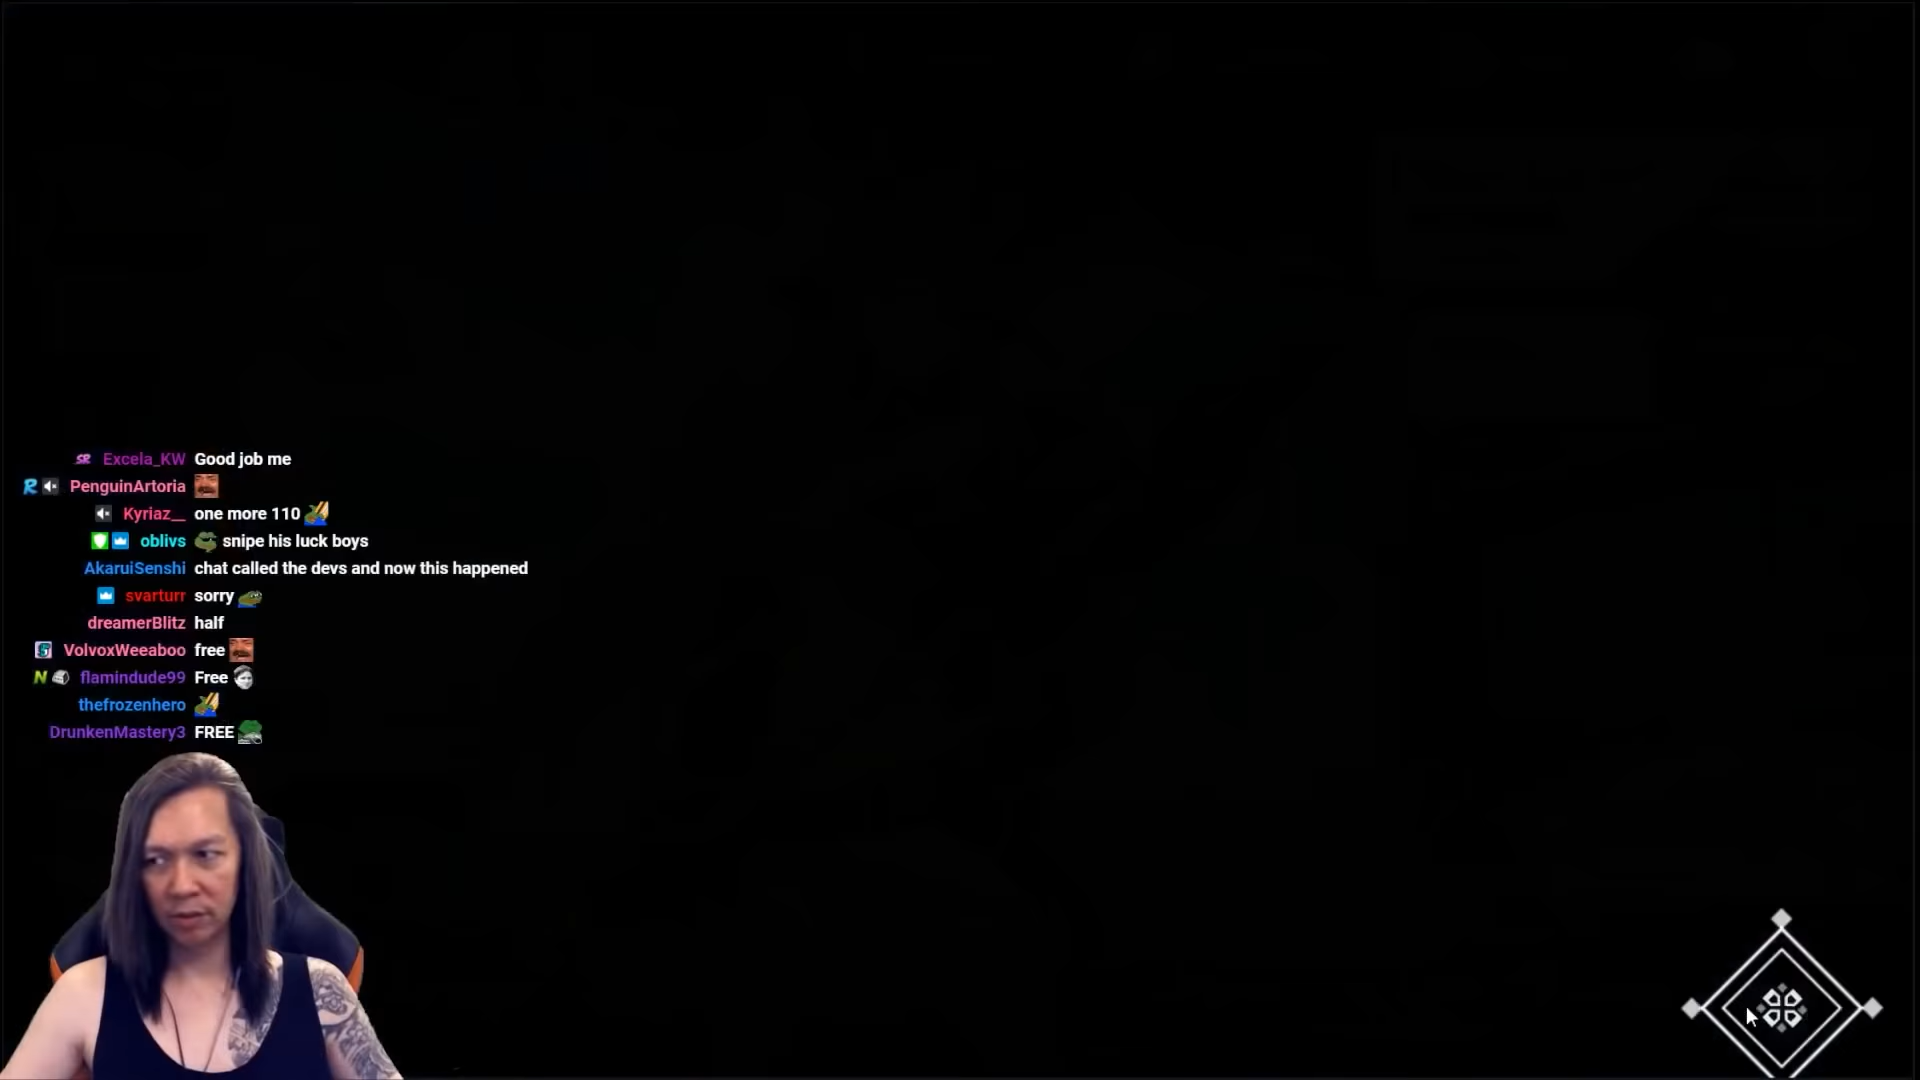 Excela_KW Good job me
PenguinArtoria
Kyriaz__ one more 110
oblivs snipe his luck boys
AkaruiSenshi chat called the devs and now this happened
svarturr sorry
dreamerBlitz half
VolvoxWeeaboo free
flamindude99 Free
thefrozenhero
DrunkenMastery3 FREE